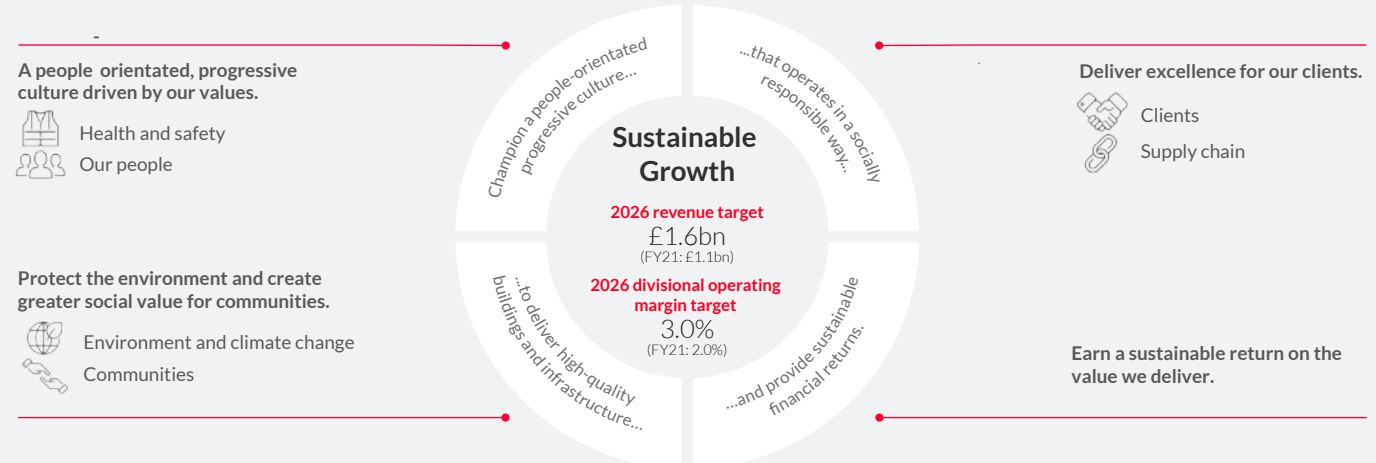 A people orientated, progressive
culture driven by our values.
Health and safety
Our people
Protect the environment and create
greater social value for communities.
Environment and climate change
Communities
Champion a people-orientated
progressive culture...
...that operates in a socially
responsible way...
Sustainable
Growth
2026 revenue target
£1.6bn
(FY21: £1.1bn)
2026 divisional operating
margin target
3.0%
(FY21: 2.0%)
...to deliver high-quality
buildings and infrastructure...
...and provide sustainable
financial returns.
Deliver excellence for our clients.
Clients
Supply chain
Earn a sustainable return on the
value we deliver.